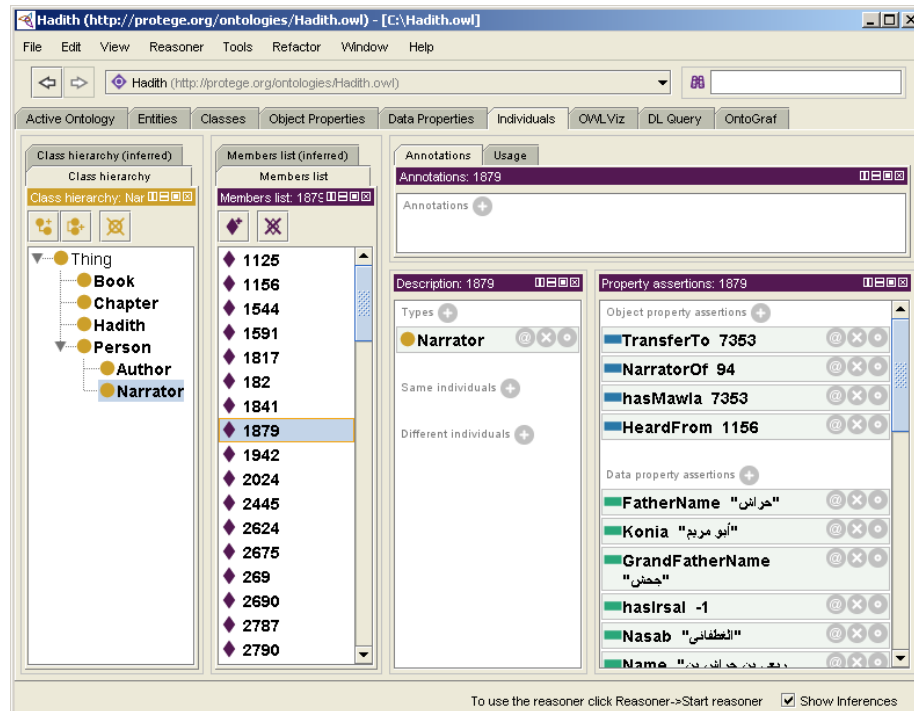 Hadith (http://protege.org/ontologies/Hadith.owl) - [C:\Hadith.owl]
File Edit View Reasoner Tools Refactor Window Help
Hadith (http://protege.org/ontologies/Hadith.owl)
Active Ontology Entities Classes Object Properties Data Properties Individuals OWLViz DL Query OntoGraf
Class hierarchy (inferred)
Class hierarchy
Class hierarchy: Nar
Thing
Book
Chapter
Hadith
Person
Author
Narrator
Members list (inferred)
Members list
Members list: 1879
1125
1156
1544
1591
1817
182
1841
1879
1942
2024
2445
2624
2675
269
2690
2787
2790
Annotations Usage
Annotations: 1879
Annotations
Description: 1879
Types
Narrator
Same individuals
Different individuals
Property assertions: 1879
Object property assertions
TransferTo 7353
NarratorOf 94
hasMawla 7353
HeardFrom 1156
Data property assertions
FatherName "حراش"
Konia "أبو مريم"
GrandFatherName
"جحش"
hasIrsal -1
Nasab "الغطفانى"
Name "ربعى بن حراش بن
To use the reasoner click Reasoner->Start reasoner Show Inferences